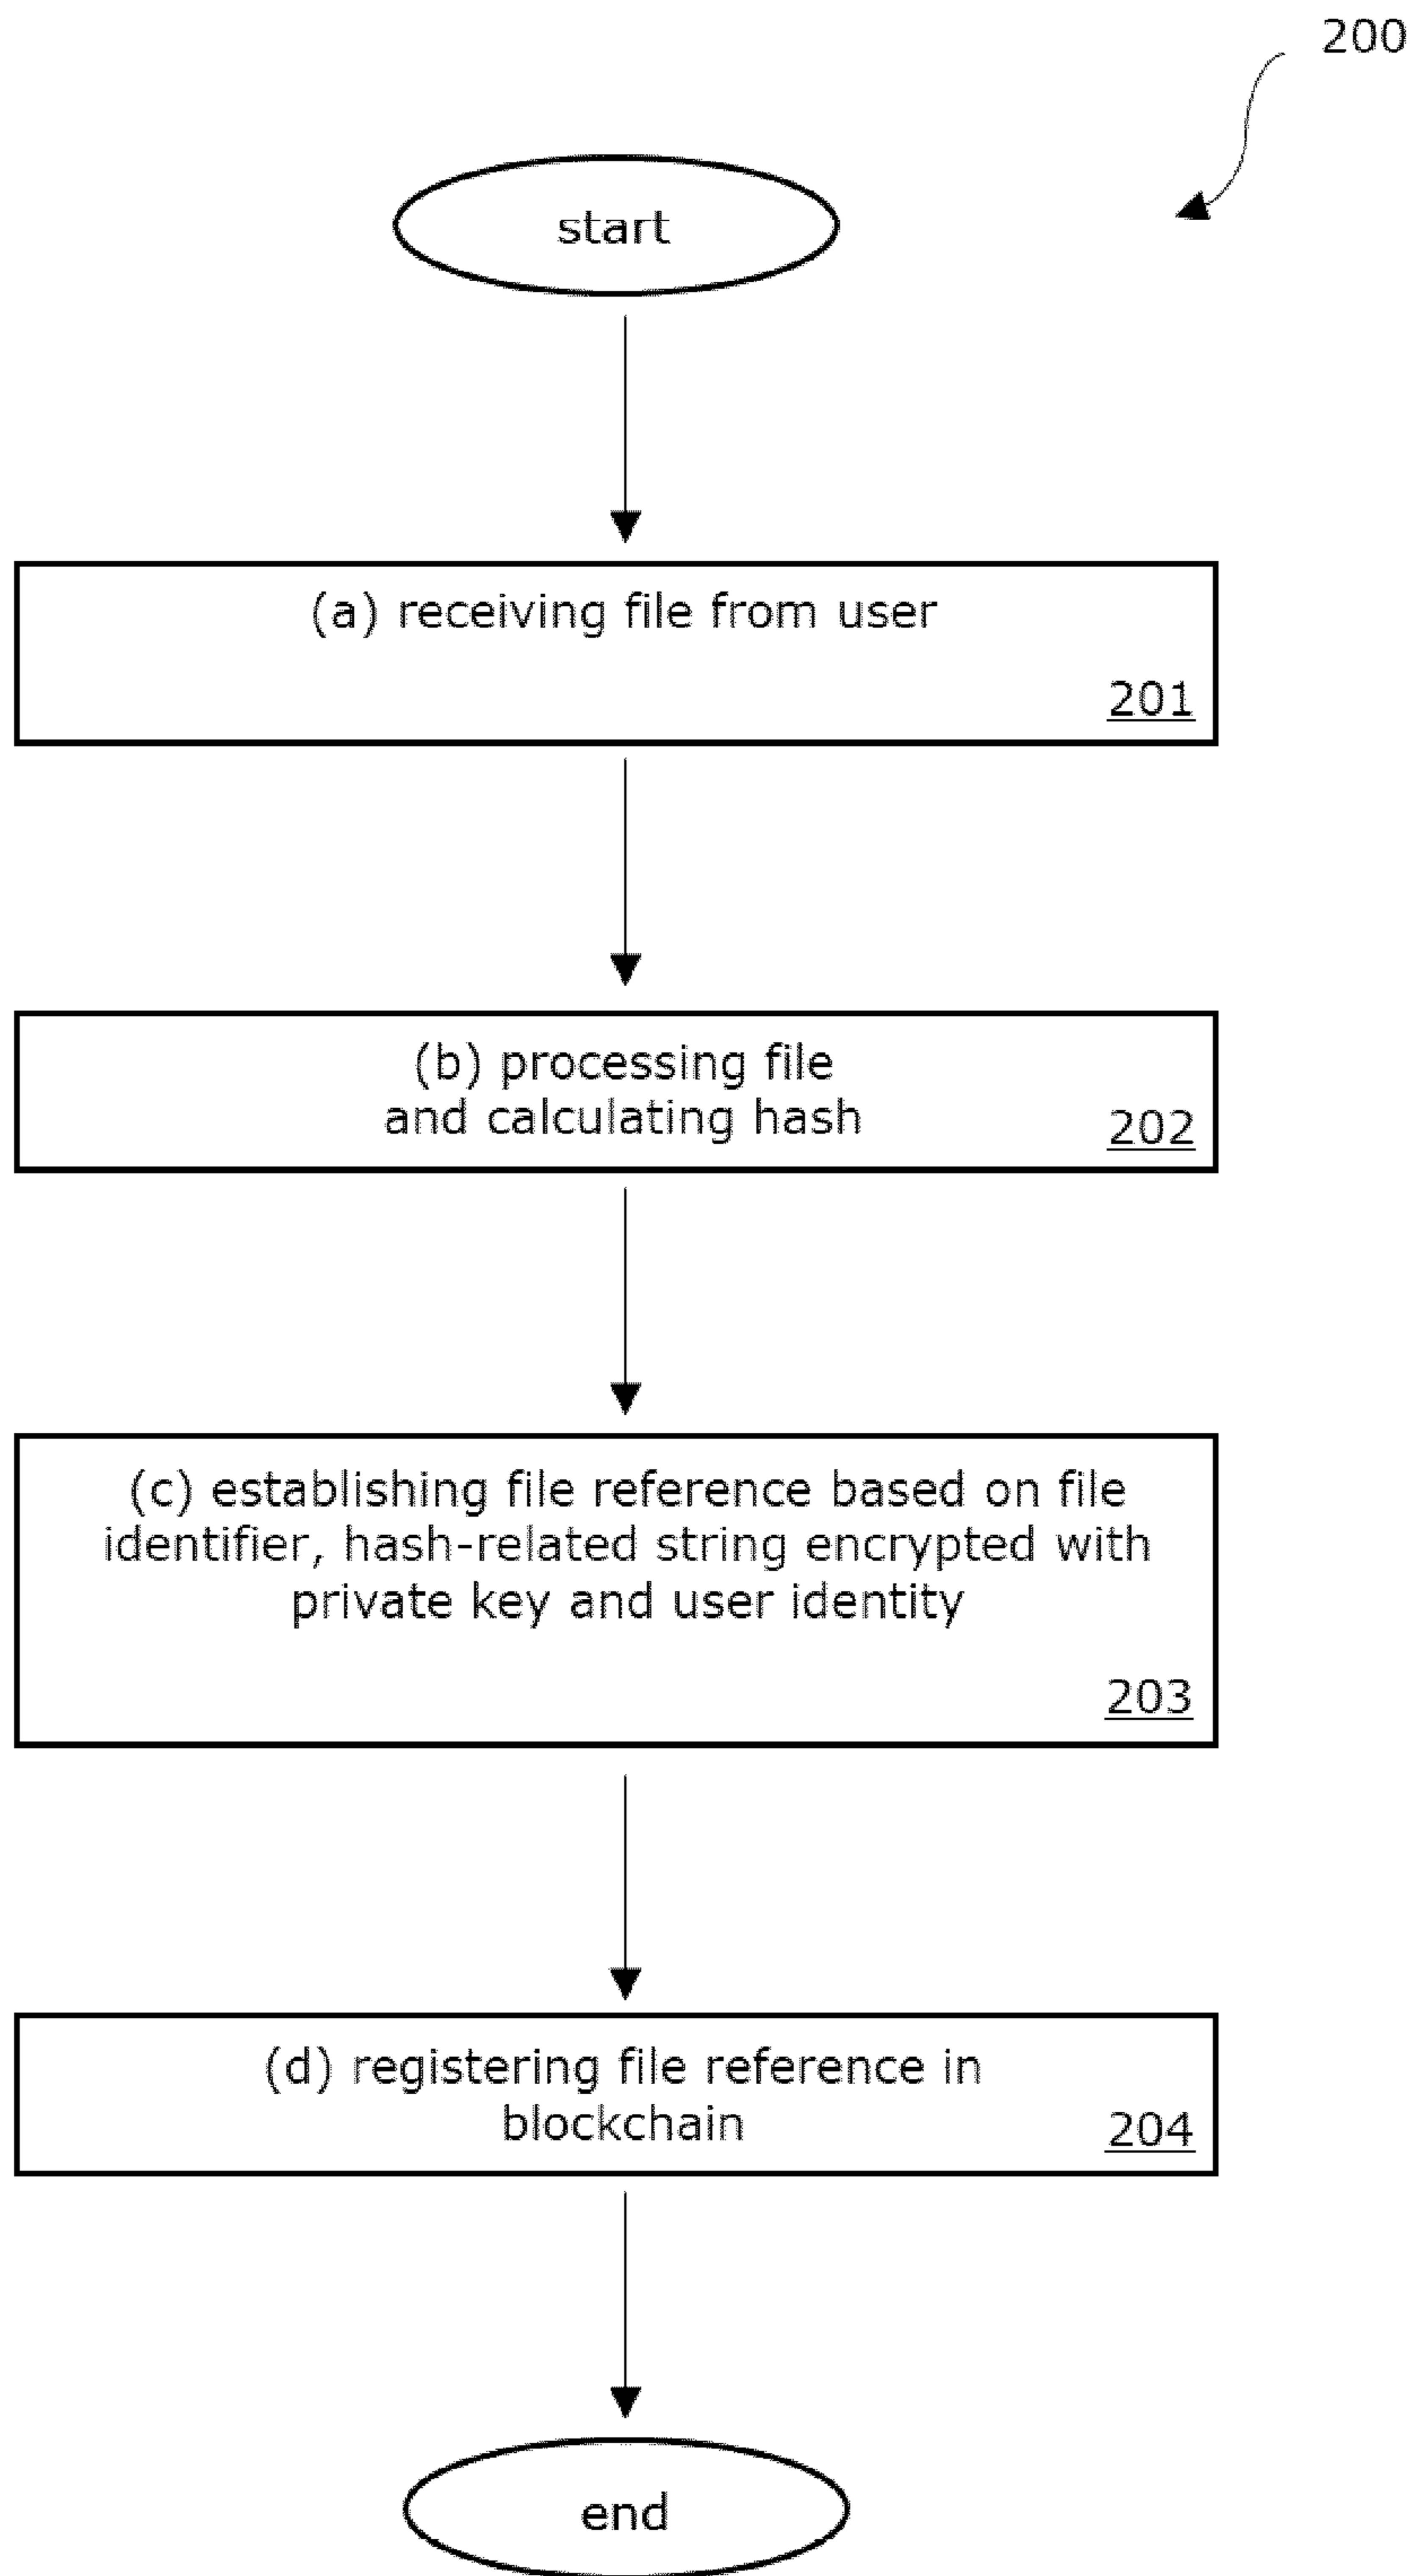 200
start
(a) receiving file from user
201
(b) processing file
and calculating hash
202
(c) establishing file reference based on file
identifier, hash-related string encrypted with
private key and user identity
203
(d) registering file reference in
blockchain
204
end